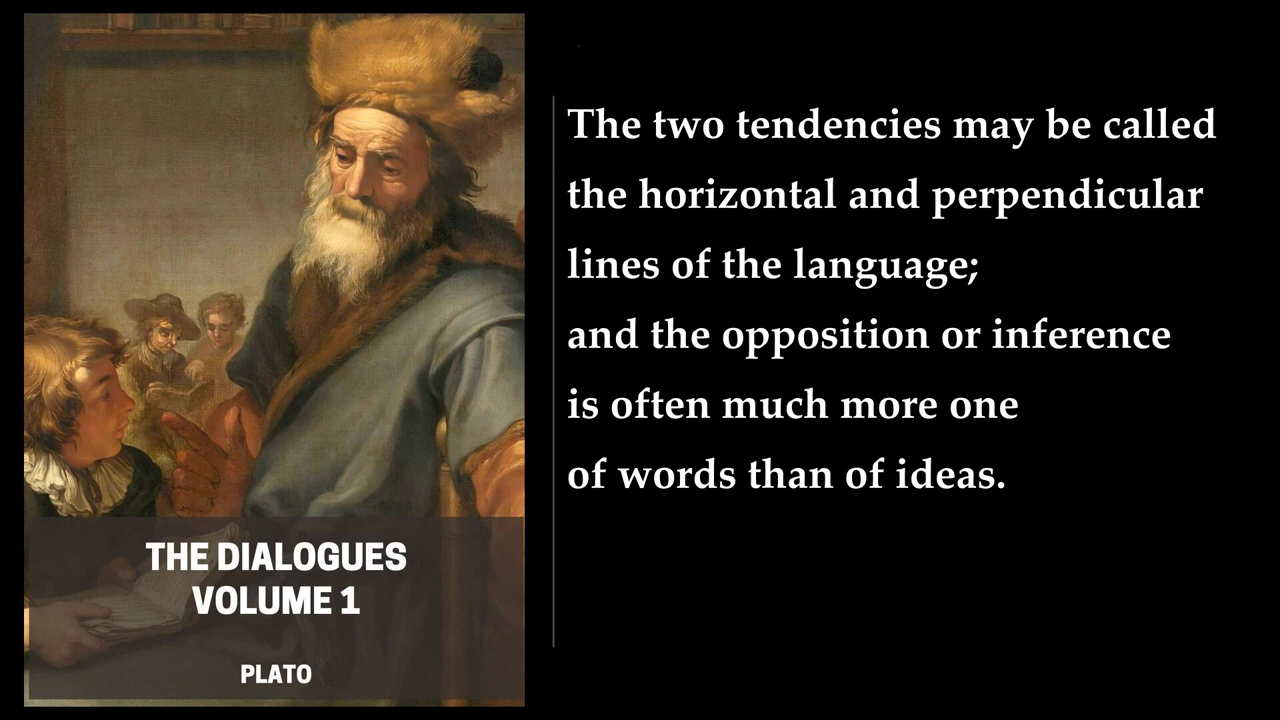 THE DIALOGUES
VOLUME 1
PLATO
The two tendencies may be called
the horizontal and perpendicular
lines of the language;
and the opposition or inference
is often much more one
of words than of ideas.